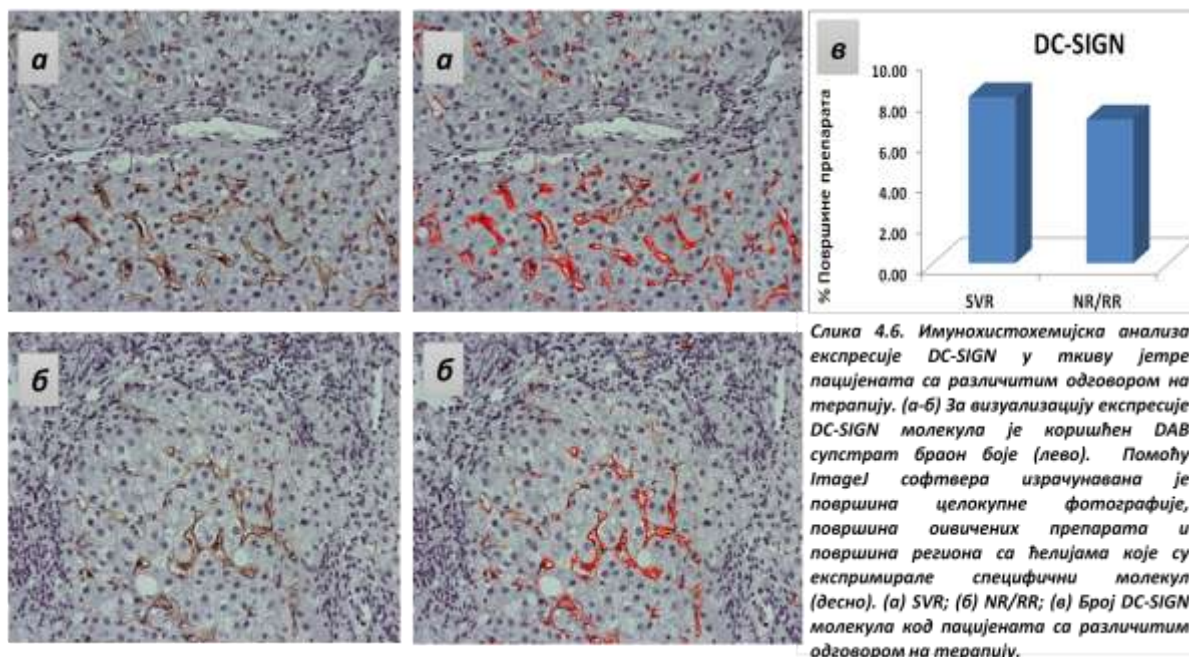 а
а
в
DC-SIGN
% Површине препарата
10.00
8.00
6.00
4.00
2.00
0.00
SVR
NR/RR
б
б
Слика 4.6. Имунохистохемијска анализа
експресије DC-SIGN у ткиву јетре
пацијената са различитим одговором на
терапију. (а-б) За визуализацију експресије
DC-SIGN молекула је коришћен DAB
супстрат браон боје (лево). Помоћу
ImageJ софтвера израчунавана је
површина целокупне фотографије,
површина оивичених препарата и
површина региона са ћелијама које су
експримирале специфични молекул
(десно). (а) SVR; (б) NR/RR; (в) Број DC-SIGN
молекула код пацијената са различитим
одговором на терапију.